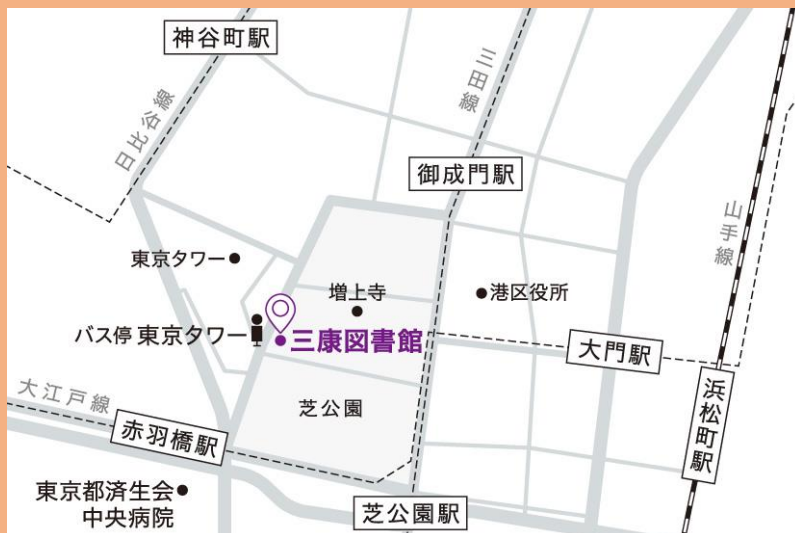 神谷町駅
三田線
日比谷線
御成門駅
山手線
東京タワー
増上寺
港区役所
バス停 東京タワー
三康図書館
大門駅
大江戸線
芝公園
赤羽橋駅
浜松町駅
東京都済生会
中央病院
芝公園駅